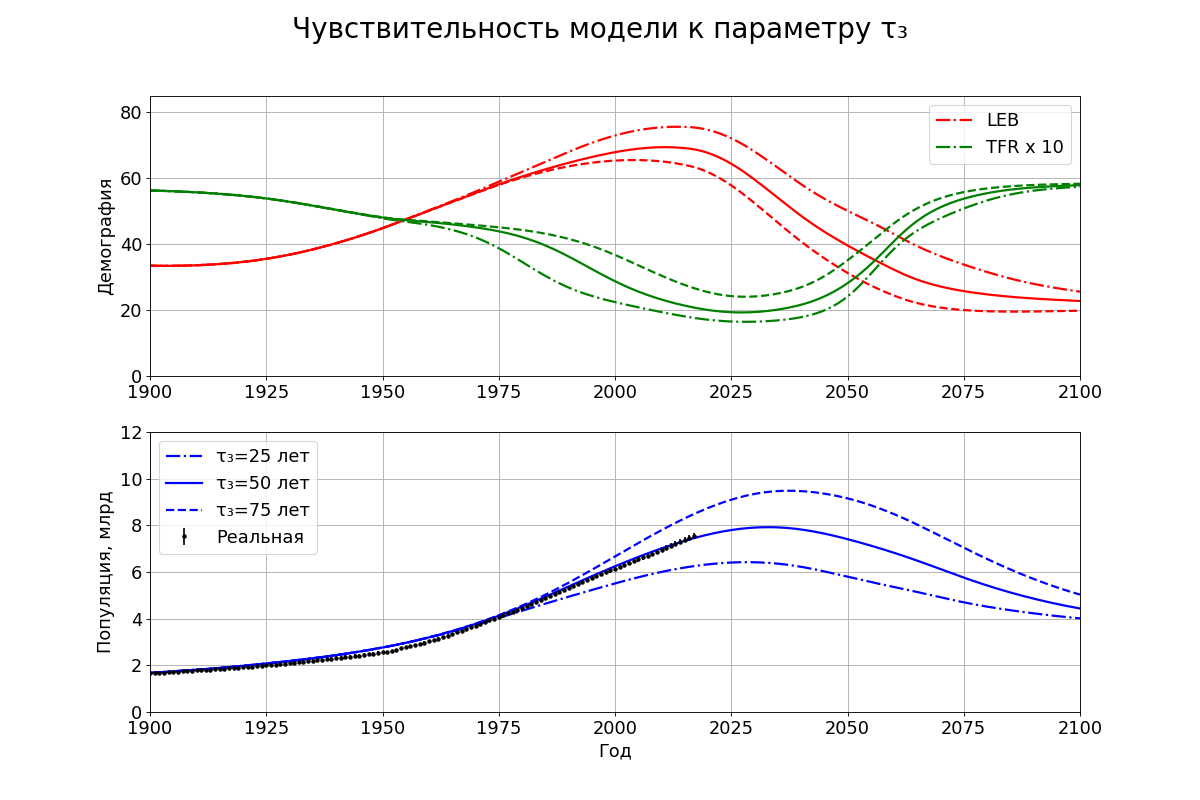 Чувствительность модели к параметру τ₃
Демография
80
60
40
20
0
LEB
TFR x 10
1900 1925 1950 1975 2000 2025 2050 2075 2100
Популяция, млрд
12
10
8
6
4
2
0
τ₃=25 лет
τ₃=50 лет
τ₃=75 лет
Реальная
1900 1925 1950 1975 2000 2025 2050 2075 2100
Год